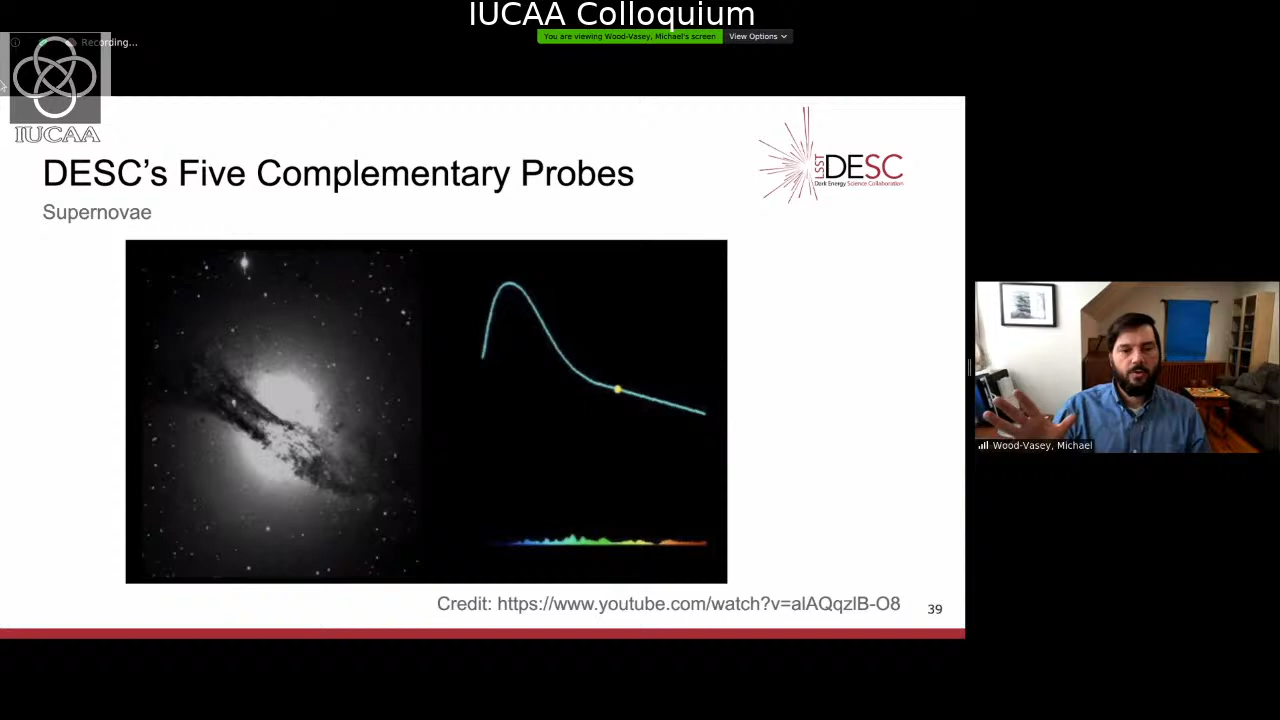 IUCAA Colloquium
You are viewing Wood-Vasey, Michael's screen
View Options
Recording...
IUCAA
DESC's Five Complementary Probes
Supernovae
LSST
DESC
Dark Energy Science Collaboration
Credit: https://www.youtube.com/watch?v=alAQqzlB-O8
39
Wood-Vasey, Michael